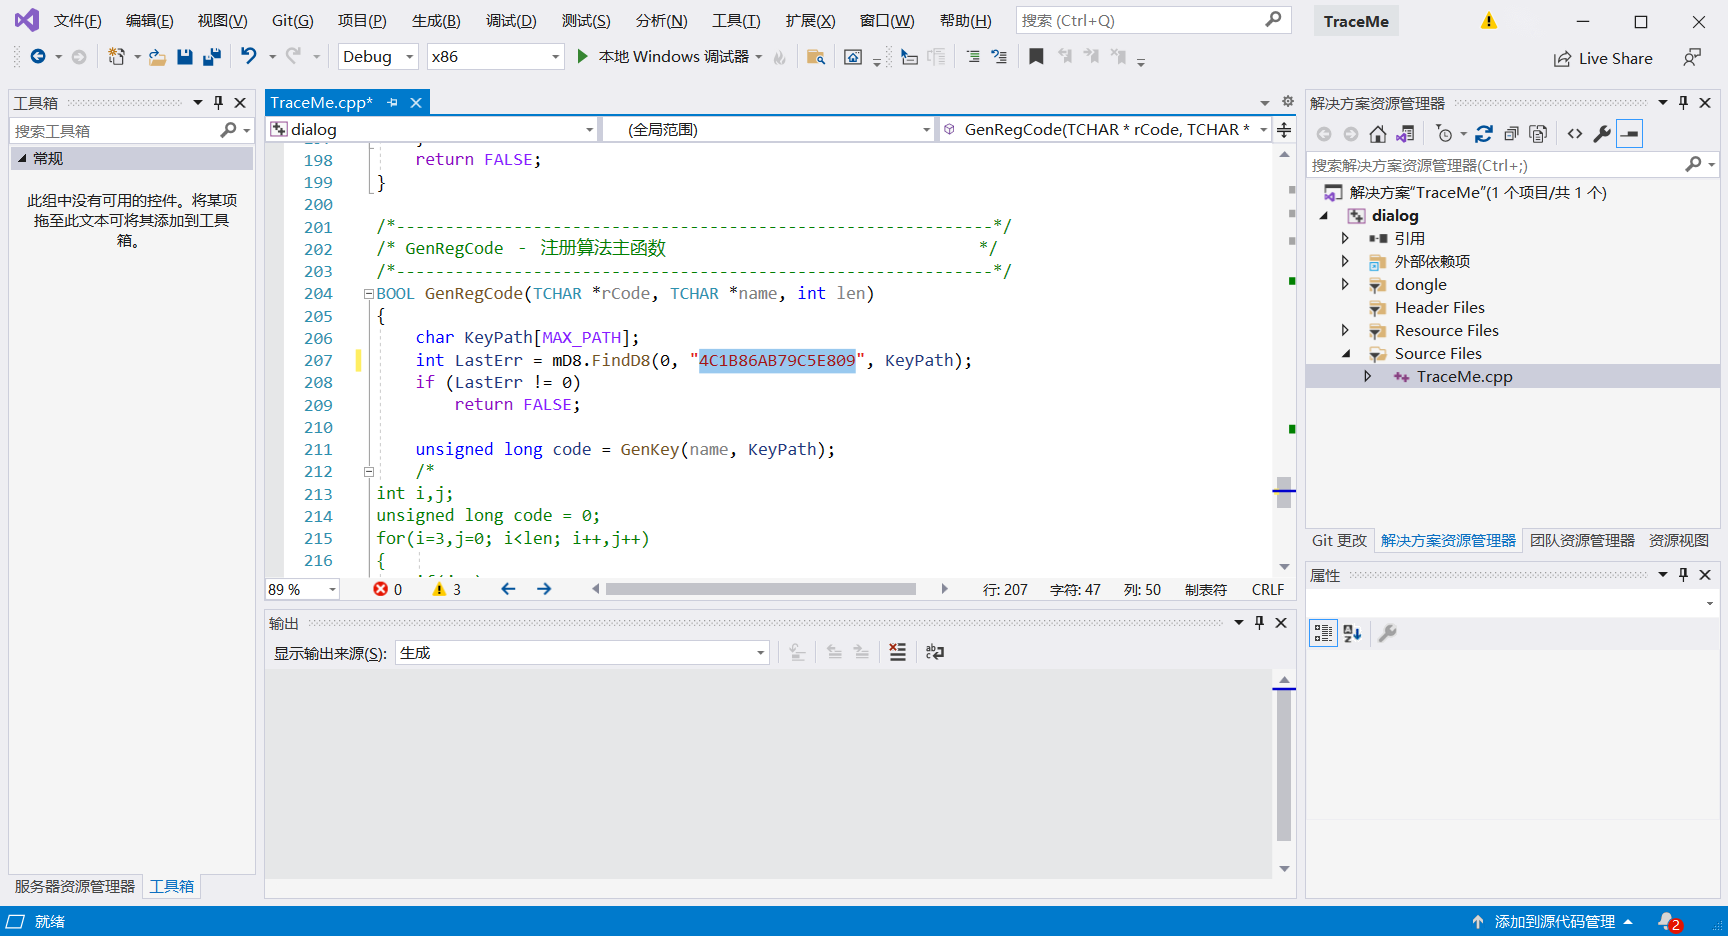 文件(F) 编辑(E) 视图(V) Git(G) 项目(P) 生成(B) 调试(D) 测试(S) 分析(N) 工具(T) 扩展(X) 窗口(W) 帮助(H) 搜索 (Ctrl+Q) TraceMe
Debug x86 本地 Windows 调试器 Live Share
工具箱
搜索工具箱
常规
此组中没有可用的控件。将某项
拖至此文本可将其添加到工具
箱。
服务器资源管理器 工具箱
TraceMe.cpp*
dialog (全局范围) GenRegCode(TCHAR * rCode, TCHAR *
198 return FALSE;
199 }
200
201 /*-------------------------------------------------------------*/
202 /* GenRegCode - 注册算法主函数 */
203 /*-------------------------------------------------------------*/
204 BOOL GenRegCode(TCHAR *rCode, TCHAR *name, int len)
205 {
206 char KeyPath[MAX_PATH];
207 int LastErr = mD8.FindD8(0, "4C1B86AB79C5E809", KeyPath);
208 if (LastErr != 0)
209 return FALSE;
210
211 unsigned long code = GenKey(name, KeyPath);
212 /*
213 int i,j;
214 unsigned long code = 0;
215 for(i=3,j=0; i<len; i++,j++)
216 {
89 % 0 3 行: 207 字符: 47 列: 50 制表符 CRLF
输出
显示输出来源(S): 生成
解决方案资源管理器
搜索解决方案资源管理器(Ctrl+;)
解决方案"TraceMe"(1 个项目/共 1 个)
dialog
引用
外部依赖项
dongle
Header Files
Resource Files
Source Files
TraceMe.cpp
Git 更改 解决方案资源管理器 团队资源管理器 资源视图
属性
就绪 添加到源代码管理 2